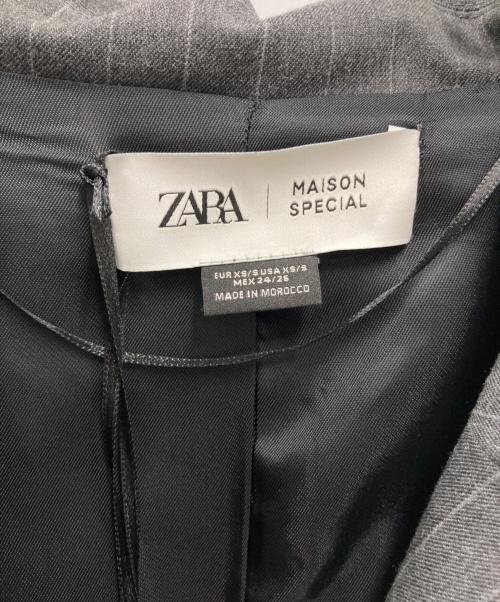 ZARA
MAISON
SPECIAL
EUR XS/S USA XS/S
MEX 24/26
MADE IN MOROCCO